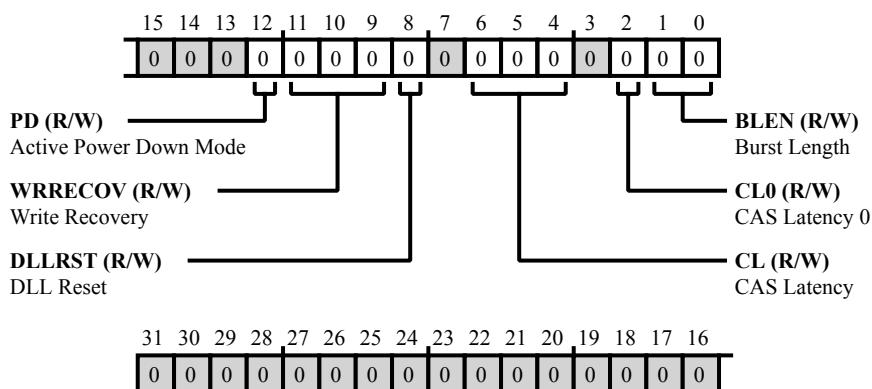 15 14 13 12 11 10 9 8 7 6 5 4 3 2 1 0
0 0 0 0 0 0 0 0 0 0 0 0 0 0 0 0
PD (R/W)
Active Power Down Mode
WRRECOV (R/W)
Write Recovery
DLLRST (R/W)
DLL Reset
BLEN (R/W)
Burst Length
CL0 (R/W)
CAS Latency 0
CL (R/W)
CAS Latency
31 30 29 28 27 26 25 24 23 22 21 20 19 18 17 16
0 0 0 0 0 0 0 0 0 0 0 0 0 0 0 0